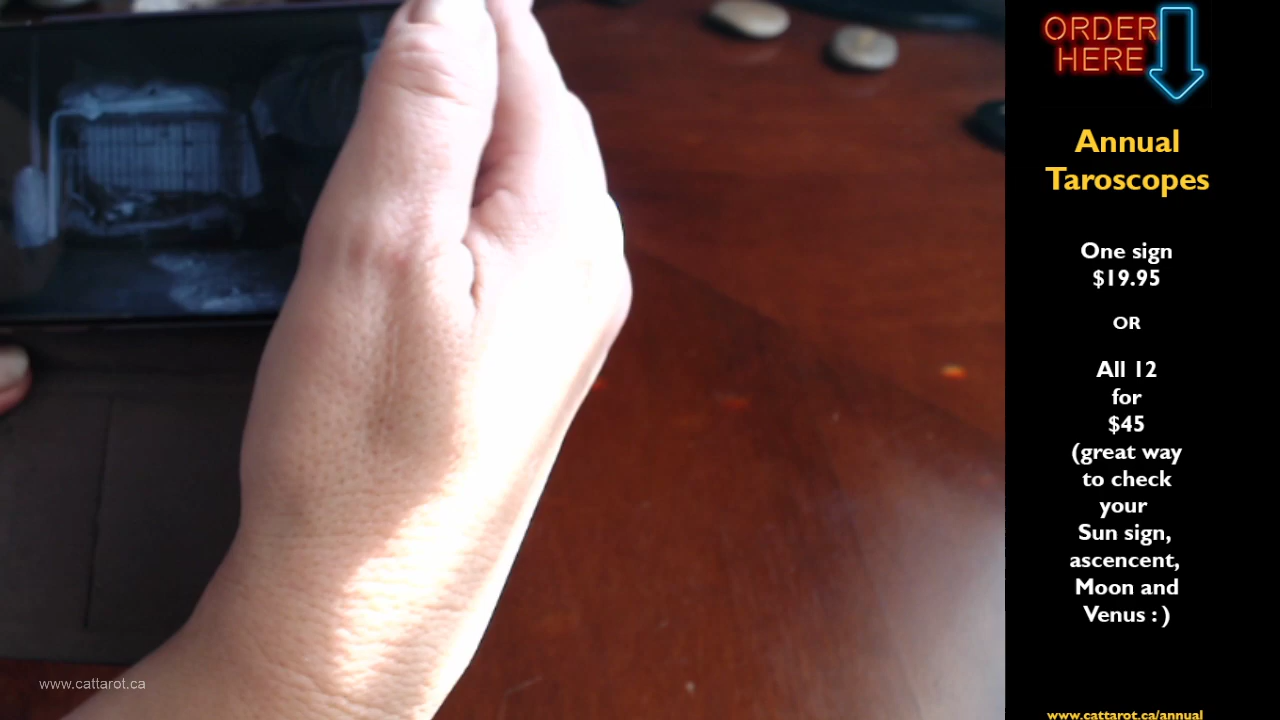 ORDER
HERE
Annual
Taroscopes
One sign
$19.95
OR
All 12
for
$45
(great way
to check
your
Sun sign,
ascencent,
Moon and
Venus : )
www.cattarot.ca
www.cattarot.ca/annual